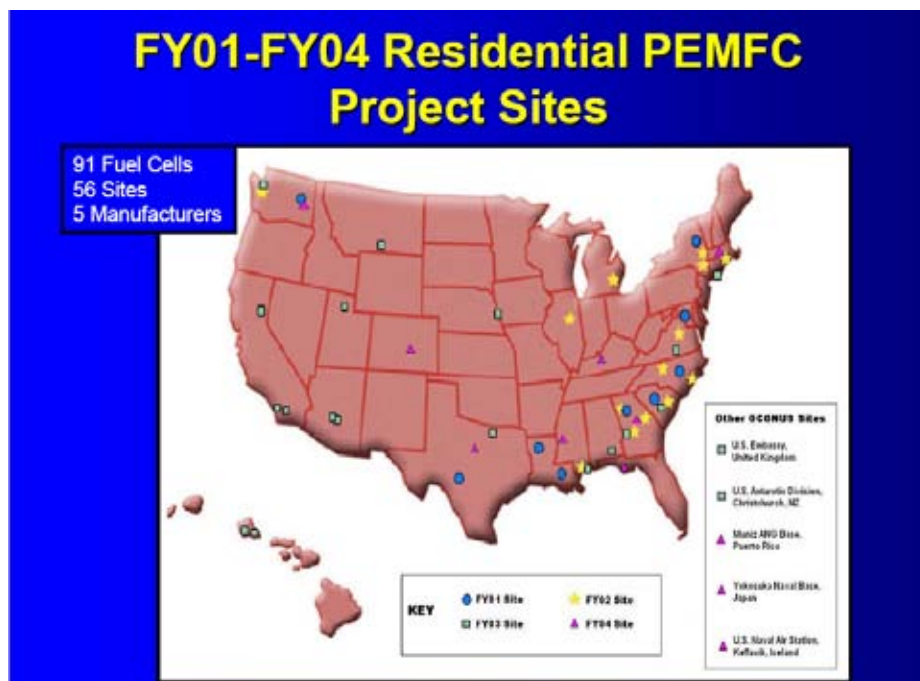 FY01-FY04 Residential PEMFC
Project Sites
91 Fuel Cells
56 Sites
5 Manufacturers
Other OCONUS Sites
U.S. Embassy,
United Kingdom
U.S. Antarctic Division,
Christchurch, NZ
Muniz ANG Base,
Puerto Rico
Yokosuka Naval Base,
Japan
U.S. Naval Air Station,
Keflavik, Iceland
KEY
FY01 Site
FY02 Site
FY03 Site
FY04 Site